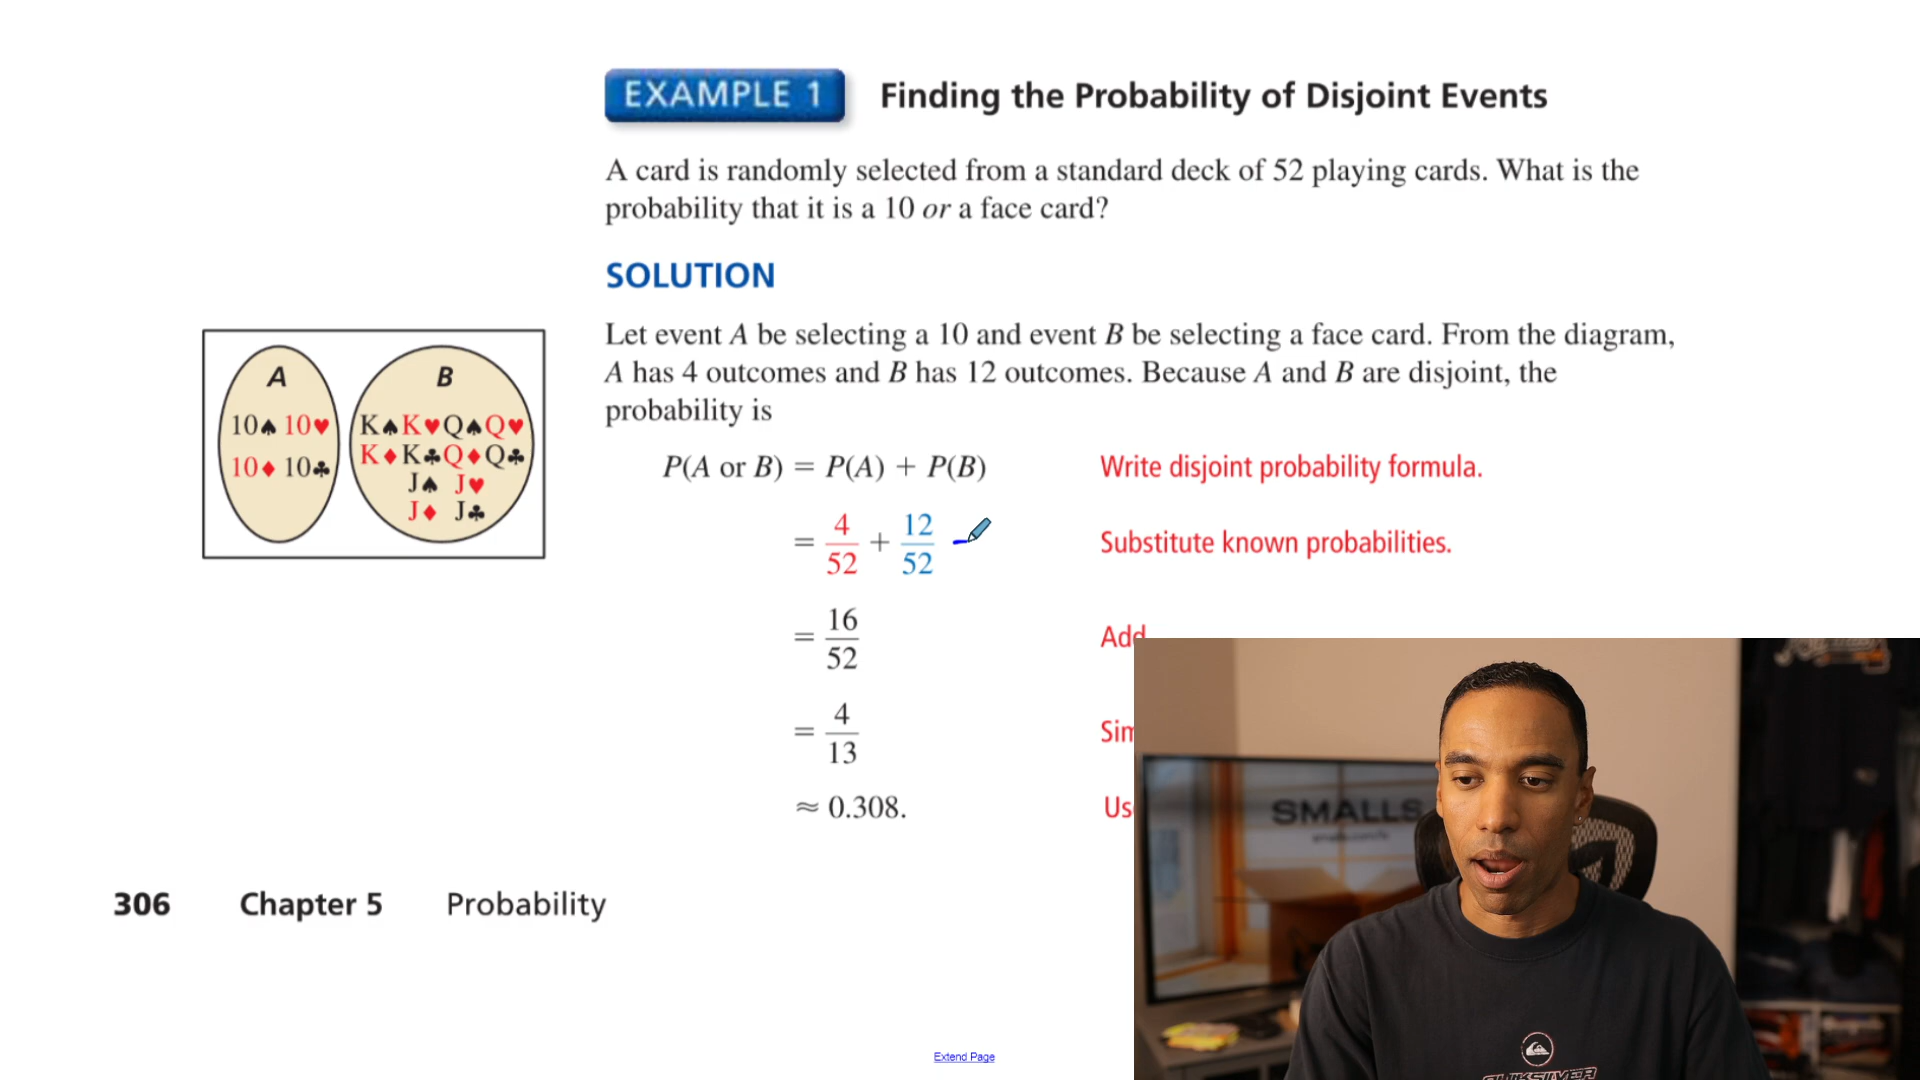 EXAMPLE 1 Finding the Probability of Disjoint Events
A card is randomly selected from a standard deck of 52 playing cards. What is the
probability that it is a 10 or a face card?
SOLUTION
Let event A be selecting a 10 and event B be selecting a face card. From the diagram,
A has 4 outcomes and B has 12 outcomes. Because A and B are disjoint, the
probability is
A B
10♠ 10♥ K♠ K♥ Q♠ Q♥
10♦ 10♣ K♦ K♣ Q♦ Q♣
J♠ J♥
J♦ J♣
P(A or B) = P(A) + P(B) Write disjoint probability formula.
= 4/52 + 12/52 Substitute known probabilities.
= 16/52 Add
= 4/13 Sim
≈ 0.308. Us
SMALLS
306 Chapter 5 Probability
QUIKSILVER
Extend Page